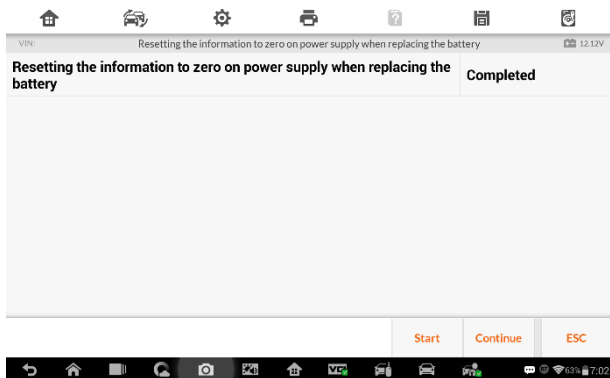 VIN:
Resetting the information to zero on power supply when replacing the battery
12.12V
Resetting the information to zero on power supply when replacing the
battery
Completed
Start
Continue
ESC
63%
7:02